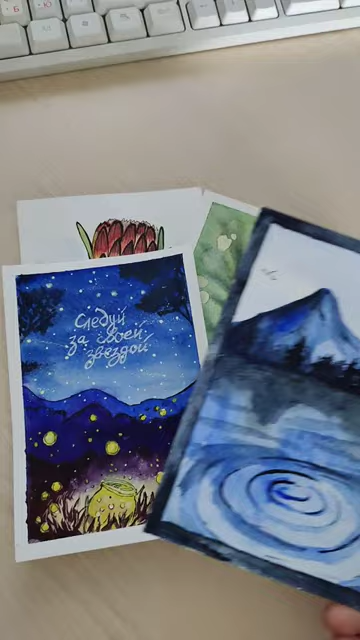 Следуй
за своей
звездой